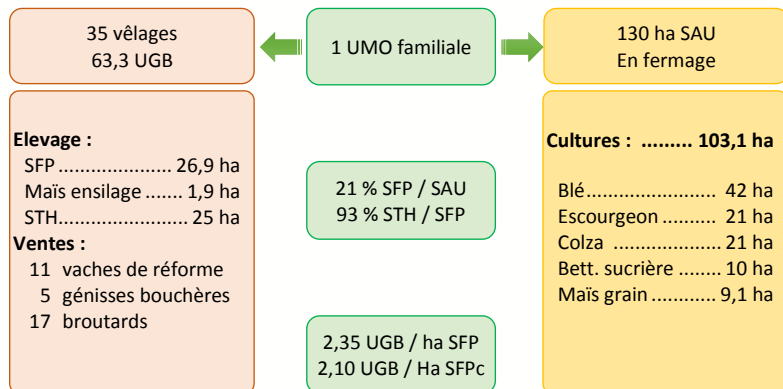 35 vêlages
63,3 UGB
1 UMO familiale
130 ha SAU
En fermage
Elevage :
SFP ...................... 26,9 ha
Maïs ensilage ....... 1,9 ha
STH ...................... 25 ha
Ventes :
11 vaches de réforme
5 génisses bouchères
17 broutards
21 % SFP / SAU
93 % STH / SFP
2,35 UGB / ha SFP
2,10 UGB / Ha SFPc
Cultures : ......... 103,1 ha
Blé ...................... 42 ha
Escourgeon ......... 21 ha
Colza ................. 21 ha
Bett. sucrière ...... 10 ha
Maïs grain ........... 9,1 ha